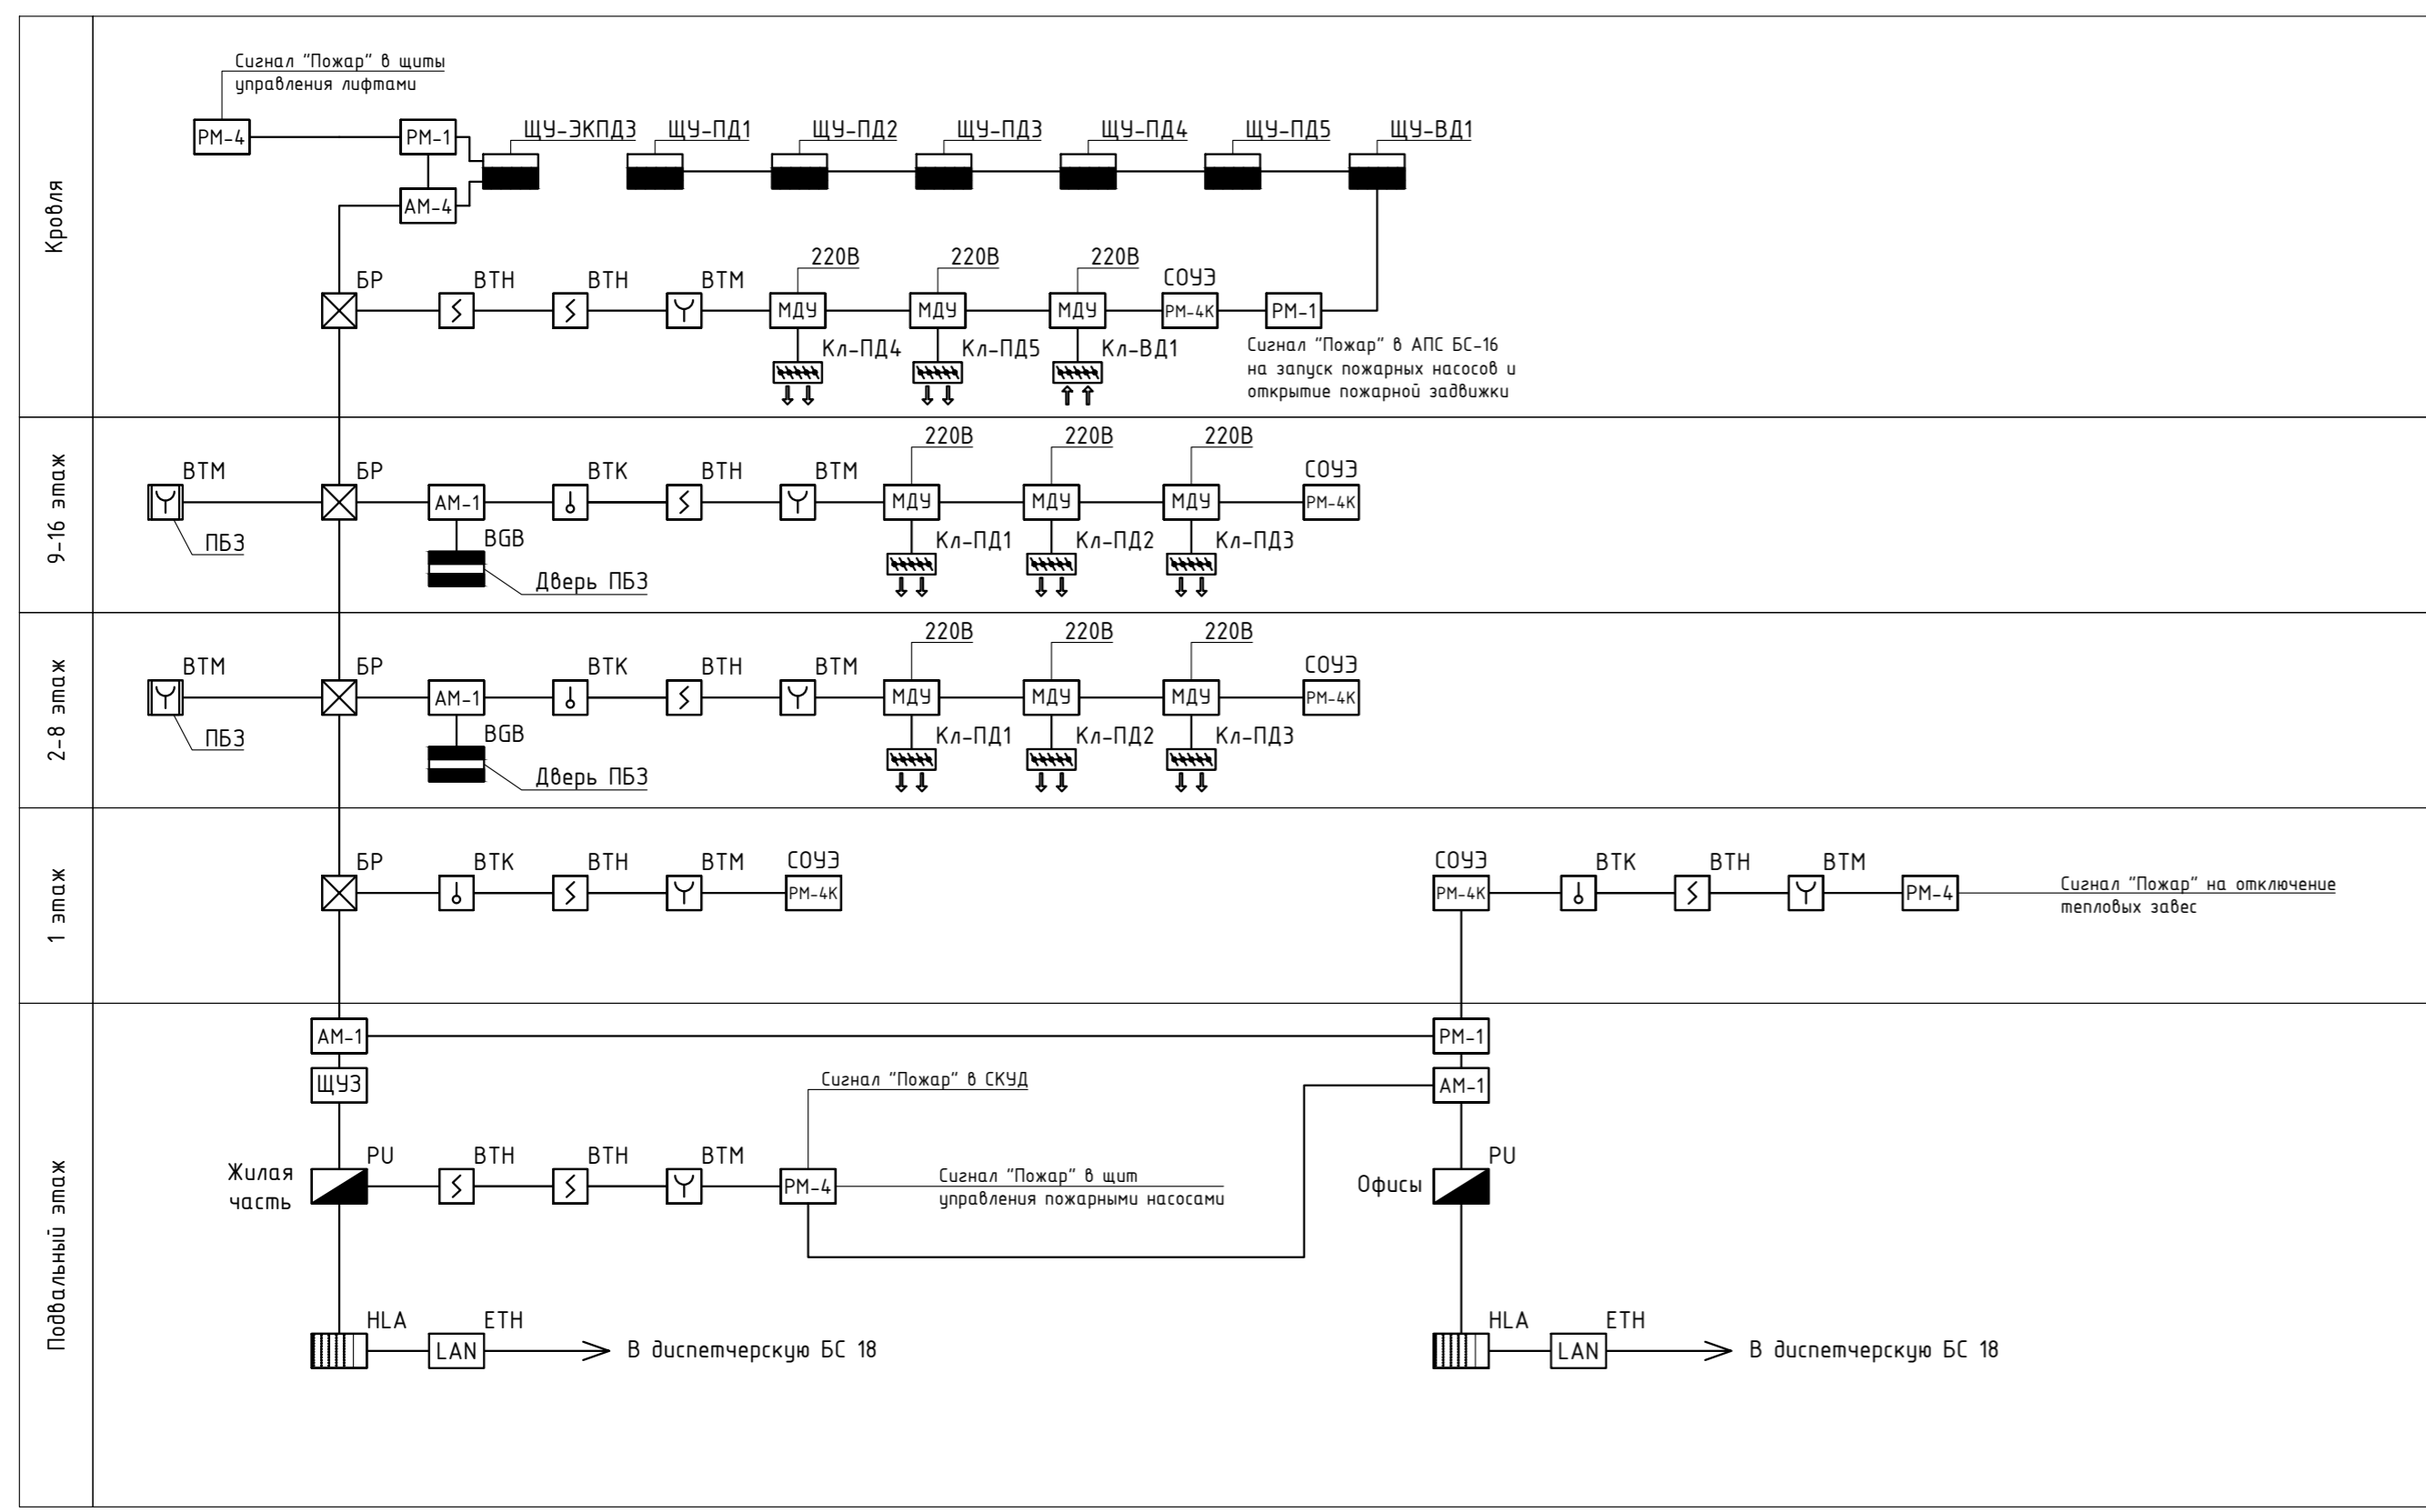 Кровля
Сигнал "Пожар" в щиты
управления лифтами
РМ-4
РМ-1
АМ-4
ЩУ-ЭКПДЗ
ЩУ-ПД1
ЩУ-ПД2
ЩУ-ПД3
ЩУ-ПД4
ЩУ-ПД5
ЩУ-ВД1
БР
ВТН
ВТН
ВТМ
220В
МДУ
Кл-ПД4
220В
МДУ
Кл-ПД5
220В
МДУ
Кл-ВД1
СОУЭ
РМ-4К
РМ-1
Сигнал "Пожар" в АПС БС-16
на запуск пожарных насосов и
открытие пожарной задвижки
9-16 этаж
ВТМ
ПБЗ
БР
АМ-1
BGB
Дверь ПБЗ
ВТК
ВТН
ВТМ
220В
МДУ
Кл-ПД1
220В
МДУ
Кл-ПД2
220В
МДУ
Кл-ПД3
СОУЭ
РМ-4К
2-8 этаж
ВТМ
ПБЗ
БР
АМ-1
BGB
Дверь ПБЗ
ВТК
ВТН
ВТМ
220В
МДУ
Кл-ПД1
220В
МДУ
Кл-ПД2
220В
МДУ
Кл-ПД3
СОУЭ
РМ-4К
1 этаж
БР
ВТК
ВТН
ВТМ
СОУЭ
РМ-4К
СОУЭ
РМ-4К
ВТК
ВТН
ВТМ
РМ-4
Сигнал "Пожар" на отключение
тепловых завес
Подвальный этаж
АМ-1
РМ-1
ЩУЗ
АМ-1
Сигнал "Пожар" в СКУД
Жилая
часть
PU
ВТН
ВТН
ВТМ
РМ-4
Сигнал "Пожар" в щит
управления пожарными насосами
Офисы
PU
HLA
LAN
ETH
В диспетчерскую БС 18
HLA
LAN
ETH
В диспетчерскую БС 18